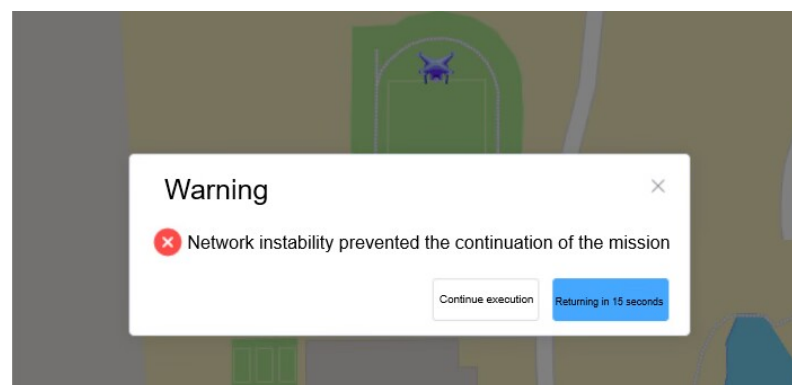 Warning
Network instability prevented the continuation of the mission
Continue execution
Returning in 15 seconds